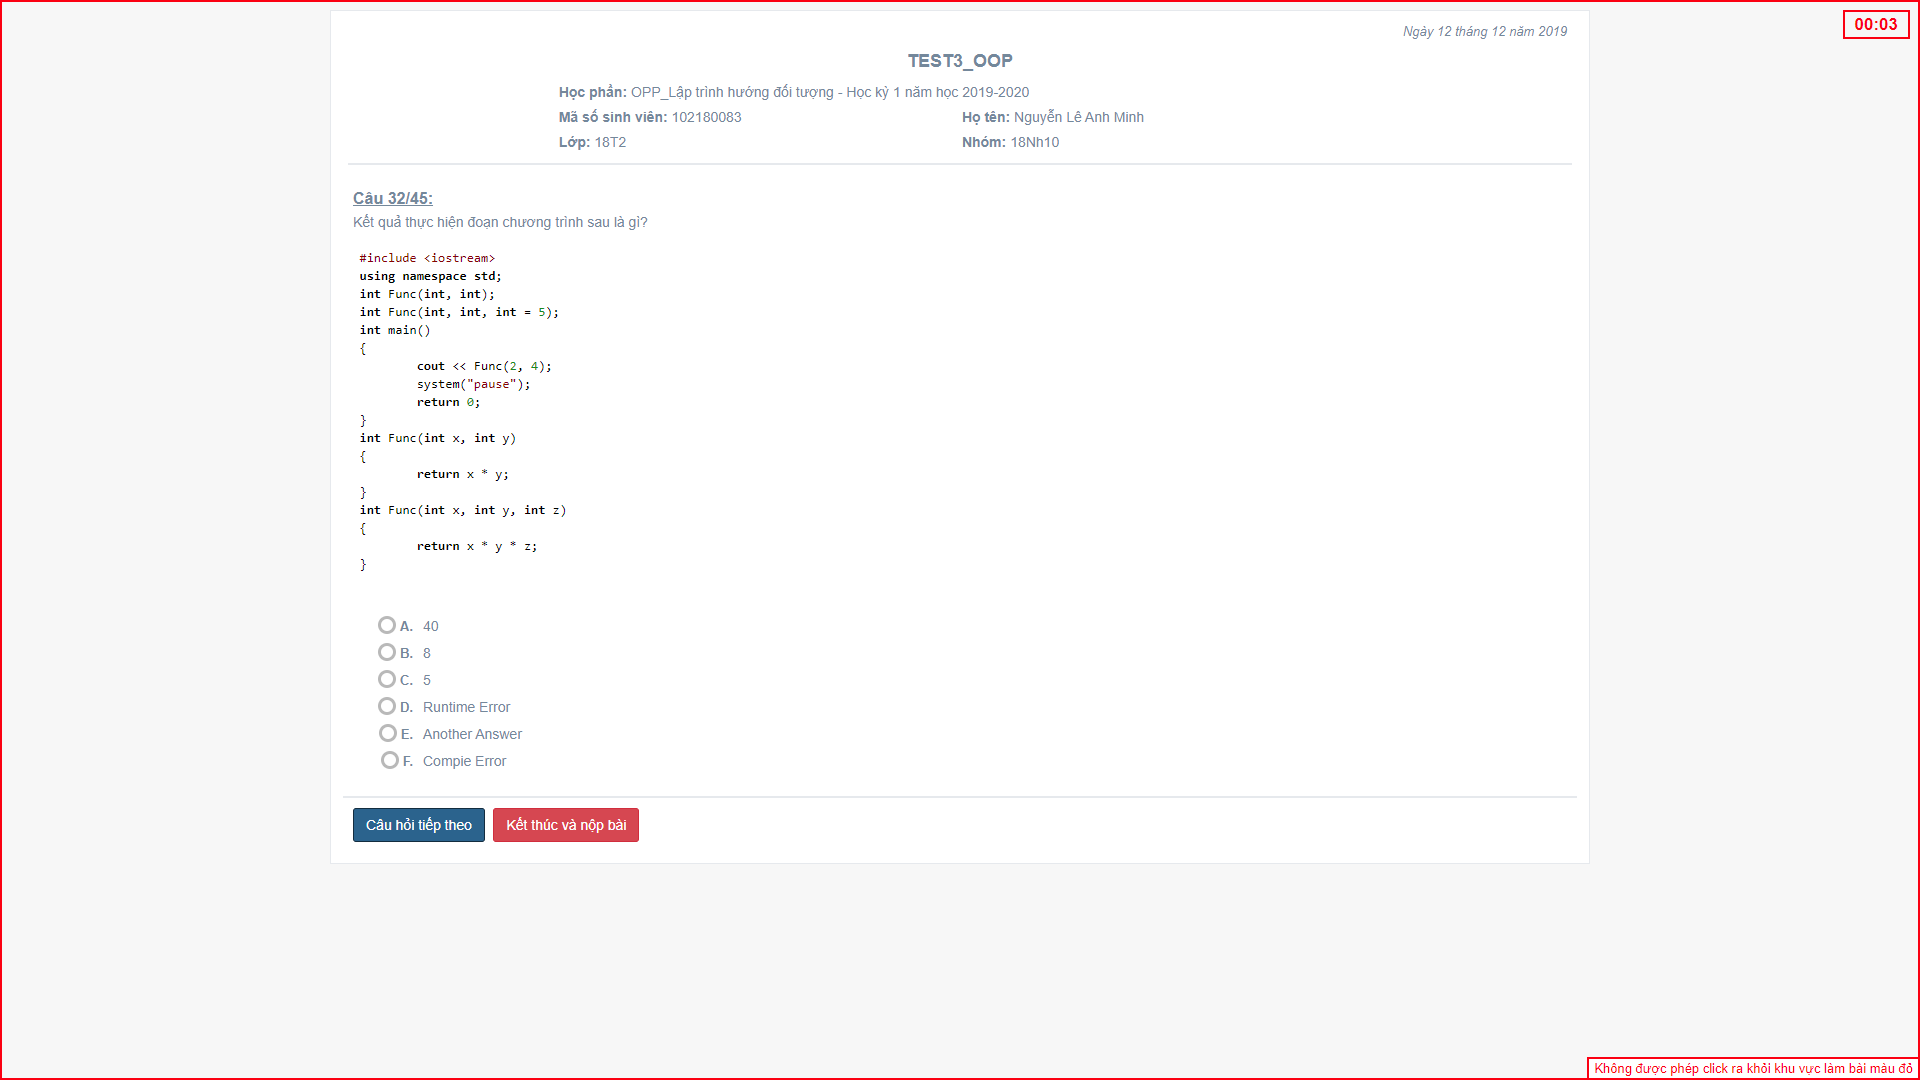 Ngày 12 tháng 12 năm 2019
00:03
TEST3_OOP
Học phần: OPP_Lập trình hướng đối tượng - Học kỳ 1 năm học 2019-2020
Mã số sinh viên: 102180083 Họ tên: Nguyễn Lê Anh Minh
Lớp: 18T2 Nhóm: 18Nh10
Câu 32/45:
Kết quả thực hiện đoạn chương trình sau là gì?
#include <iostream>
using namespace std;
int Func(int, int);
int Func(int, int, int = 5);
int main()
{
cout << Func(2, 4);
system("pause");
return 0;
}
int Func(int x, int y)
{
return x * y;
}
int Func(int x, int y, int z)
{
return x * y * z;
}
A. 40
B. 8
C. 5
D. Runtime Error
E. Another Answer
F. Compie Error
Câu hỏi tiếp theo Kết thúc và nộp bài
Không được phép click ra khỏi khu vực làm bài màu đỏ